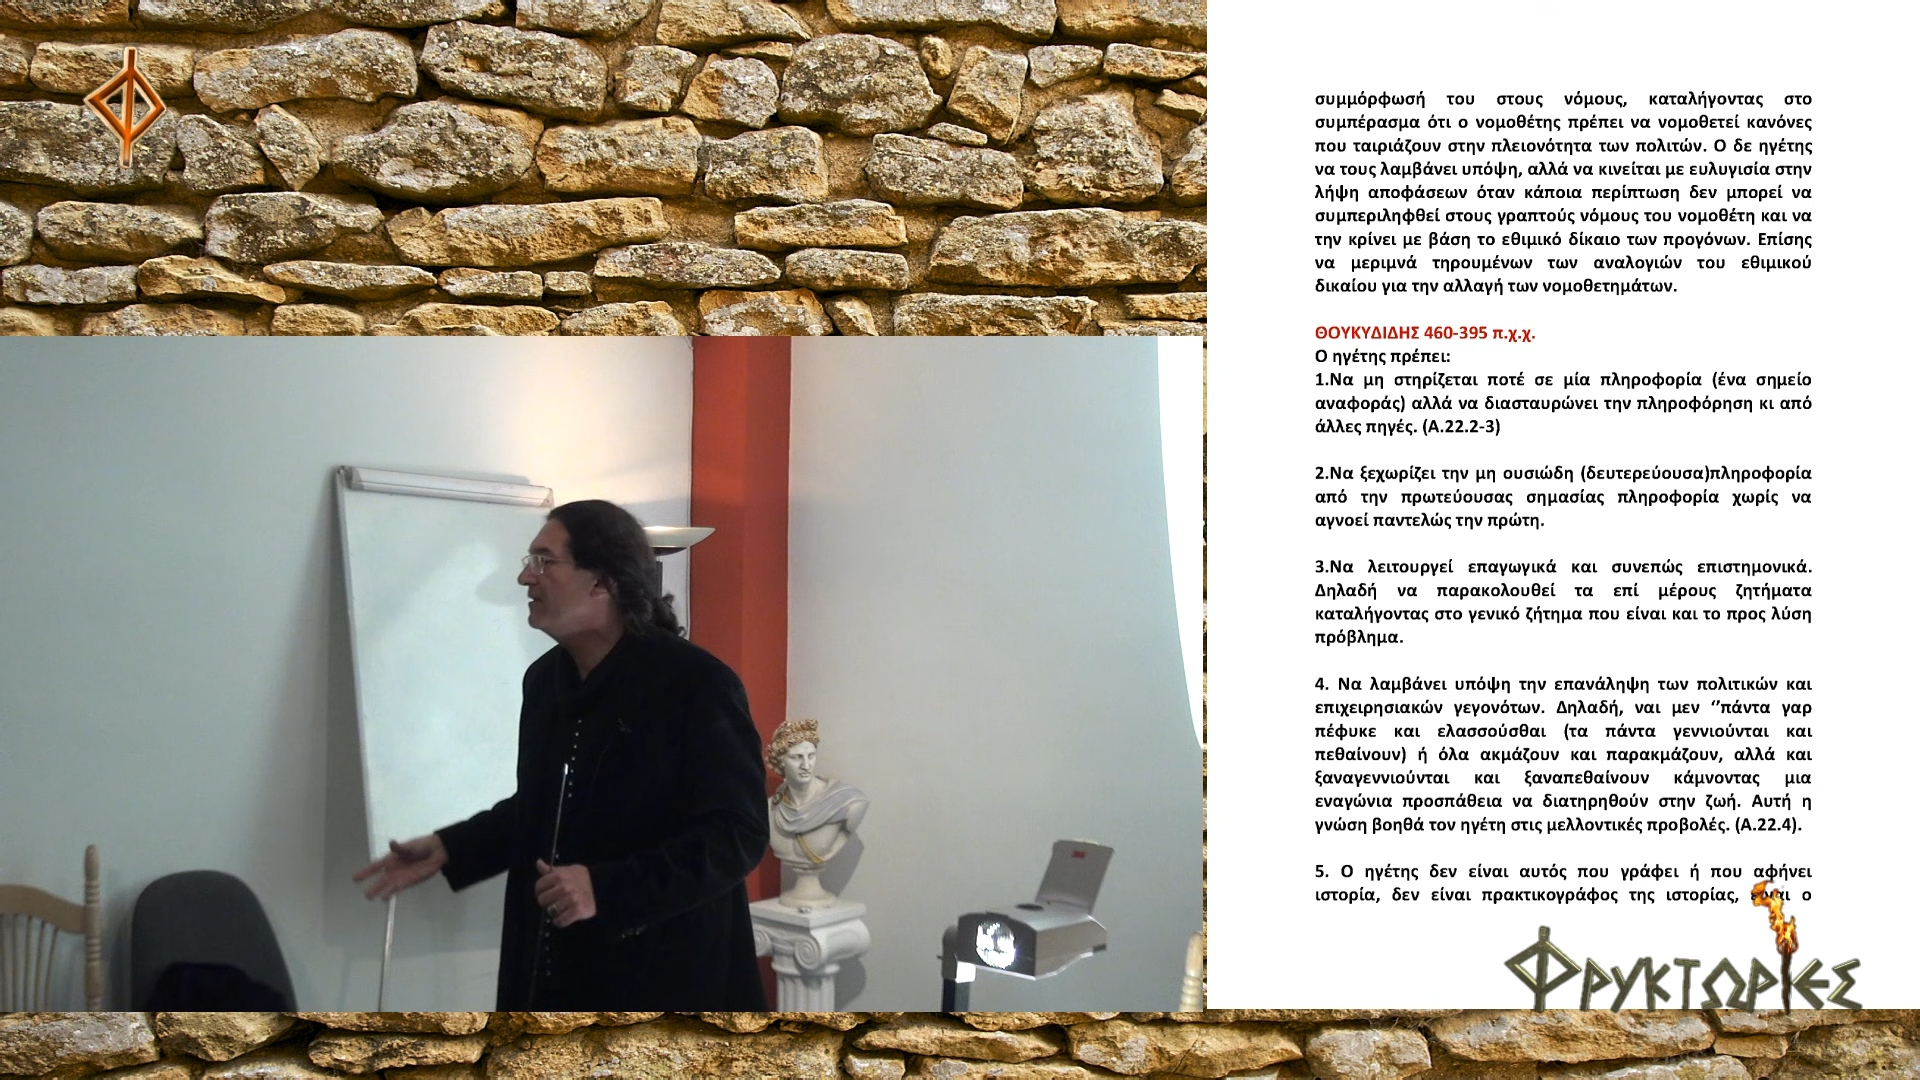 συμμόρφωσή του στους νόμους, καταλήγοντας στο
συμπέρασμα ότι ο νομοθέτης πρέπει να νομοθετεί κανόνες
που ταιριάζουν στην πλειονότητα των πολιτών. Ο δε ηγέτης
να τους λαμβάνει υπόψη, αλλά να κινείται με ευλυγισία στην
λήψη αποφάσεων όταν κάποια περίπτωση δεν μπορεί να
συμπεριληφθεί στους γραπτούς νόμους του νομοθέτη και να
την κρίνει με βάση το εθιμικό δίκαιο των προγόνων. Επίσης
να μεριμνά τηρουμένων των αναλογιών του εθιμικού
δικαίου για την αλλαγή των νομοθετημάτων.
ΘΟΥΚΥΔΙΔΗΣ 460-395 π.χ.χ.
Ο ηγέτης πρέπει:
1.Να μη στηρίζεται ποτέ σε μία πληροφορία (ένα σημείο
αναφοράς) αλλά να διασταυρώνει την πληροφόρηση κι από
άλλες πηγές. (Α.22.2-3)
2.Να ξεχωρίζει την μη ουσιώδη (δευτερεύουσα)πληροφορία
από την πρωτεύουσας σημασίας πληροφορία χωρίς να
αγνοεί παντελώς την πρώτη.
3.Να λειτουργεί επαγωγικά και συνεπώς επιστημονικά.
Δηλαδή να παρακολουθεί τα επί μέρους ζητήματα
καταλήγοντας στο γενικό ζήτημα που είναι και το προς λύση
πρόβλημα.
4. Να λαμβάνει υπόψη την επανάληψη των πολιτικών και
επιχειρησιακών γεγονότων. Δηλαδή, ναι μεν ‘’πάντα γαρ
πέφυκε και ελασσούσθαι (τα πάντα γεννιούνται και
πεθαίνουν) ή όλα ακμάζουν και παρακμάζουν, αλλά και
ξαναγεννιούνται και ξαναπεθαίνουν κάμνοντας μια
εναγώνια προσπάθεια να διατηρηθούν στην ζωή. Αυτή η
γνώση βοηθά τον ηγέτη στις μελλοντικές προβολές. (Α.22.4).
5. Ο ηγέτης δεν είναι αυτός που γράφει ή που αφήνει
ιστορία, δεν είναι πρακτικογράφος της ιστορίας, είναι ο
ΦΡΥΚΤΩΡΙΕΣ